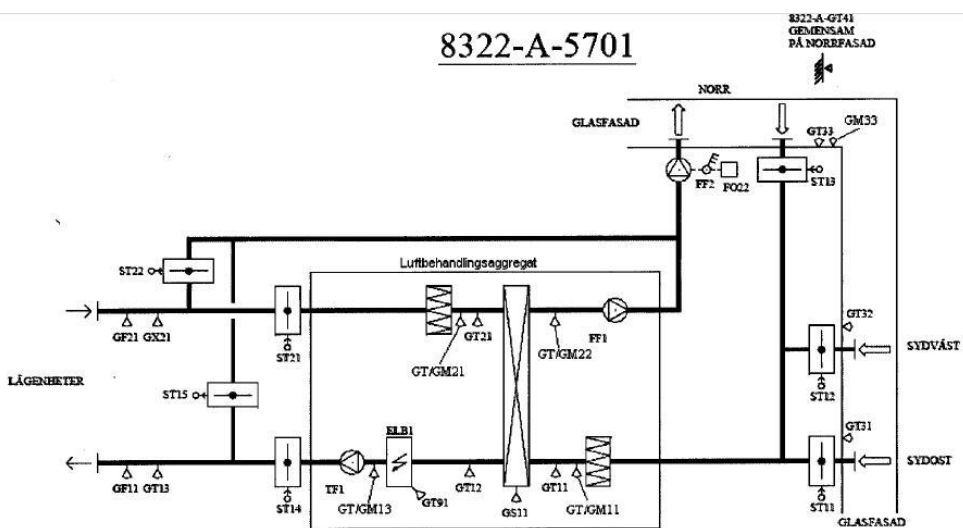 8322-A-GT41
GEMENSAM
PÅ NORRFASAD
8322-A-5701
NORR
GLASFASAD
GT33
GM33
FF2
FO22
ST13
Luftbehandlingsaggregat
ST22
GF21
GX21
ST21
GT/GM21
GT21
GT/GM22
FF1
GT32
SYDVÄST
ST12
LÄGENHETER
ST15
ELB1
GT31
SYDOST
GF11
GT13
ST14
TF1
GT/GM13
GT91
GT12
GS11
GT11
GT/GM11
ST11
GLASFASAD